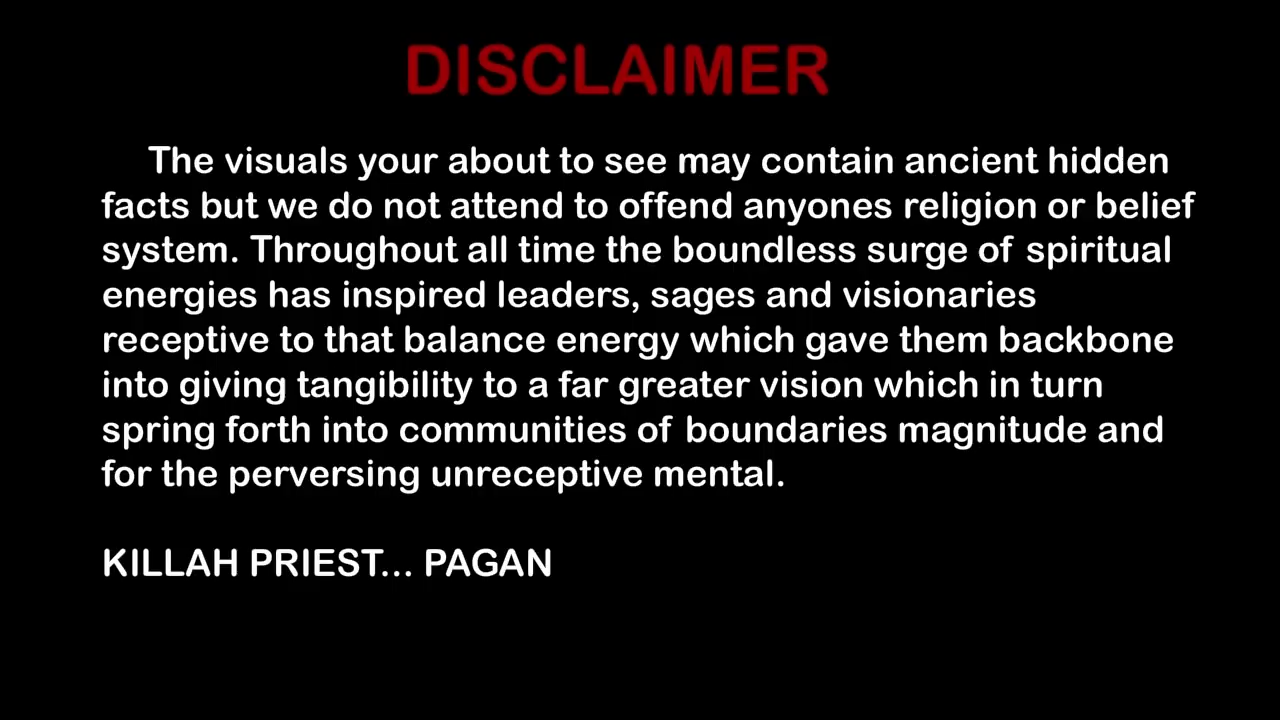 DISCLAIMER
The visuals your about to see may contain ancient hidden
facts but we do not attend to offend anyones religion or belief
system. Throughout all time the boundless surge of spiritual
energies has inspired leaders, sages and visionaries
receptive to that balance energy which gave them backbone
into giving tangibility to a far greater vision which in turn
spring forth into communities of boundaries magnitude and
for the perversing unreceptive mental.
KILLAH PRIEST... PAGAN